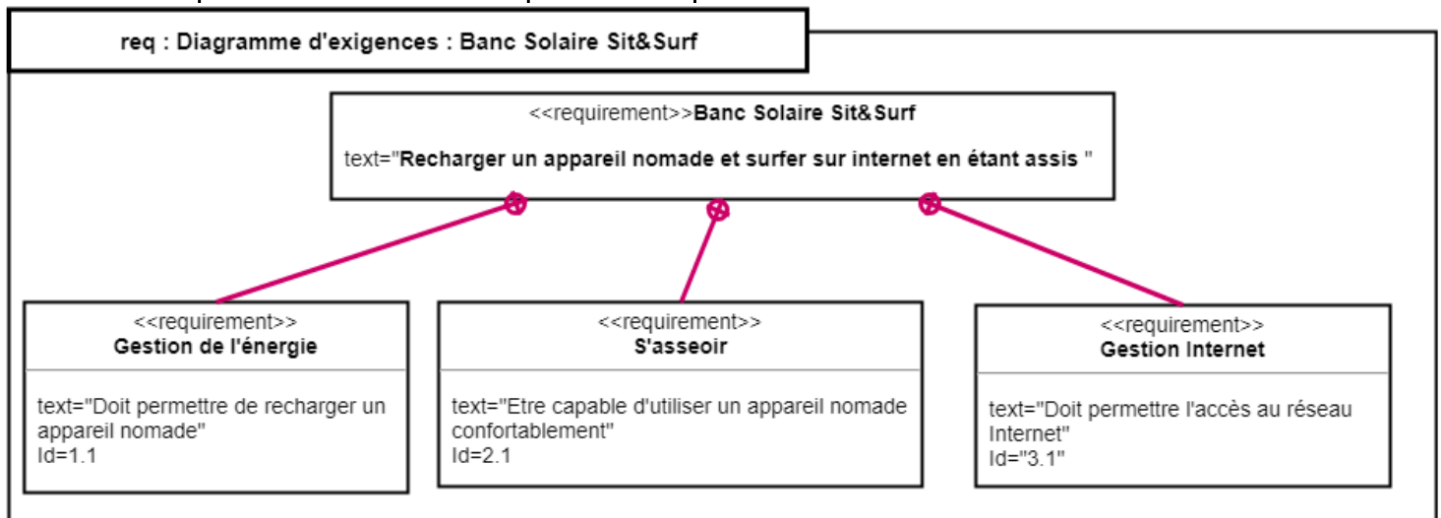 req : Diagramme d'exigences : Banc Solaire Sit&Surf
<<requirement>>Banc Solaire Sit&Surf
text="Recharger un appareil nomade et surfer sur internet en étant assis "
<<requirement>>
Gestion de l'énergie
text="Doit permettre de recharger un
appareil nomade"
Id=1.1
<<requirement>>
S'asseoir
text="Etre capable d'utiliser un appareil nomade
confortablement"
Id=2.1
<<requirement>>
Gestion Internet
text="Doit permettre l'accès au réseau
Internet"
Id="3.1"